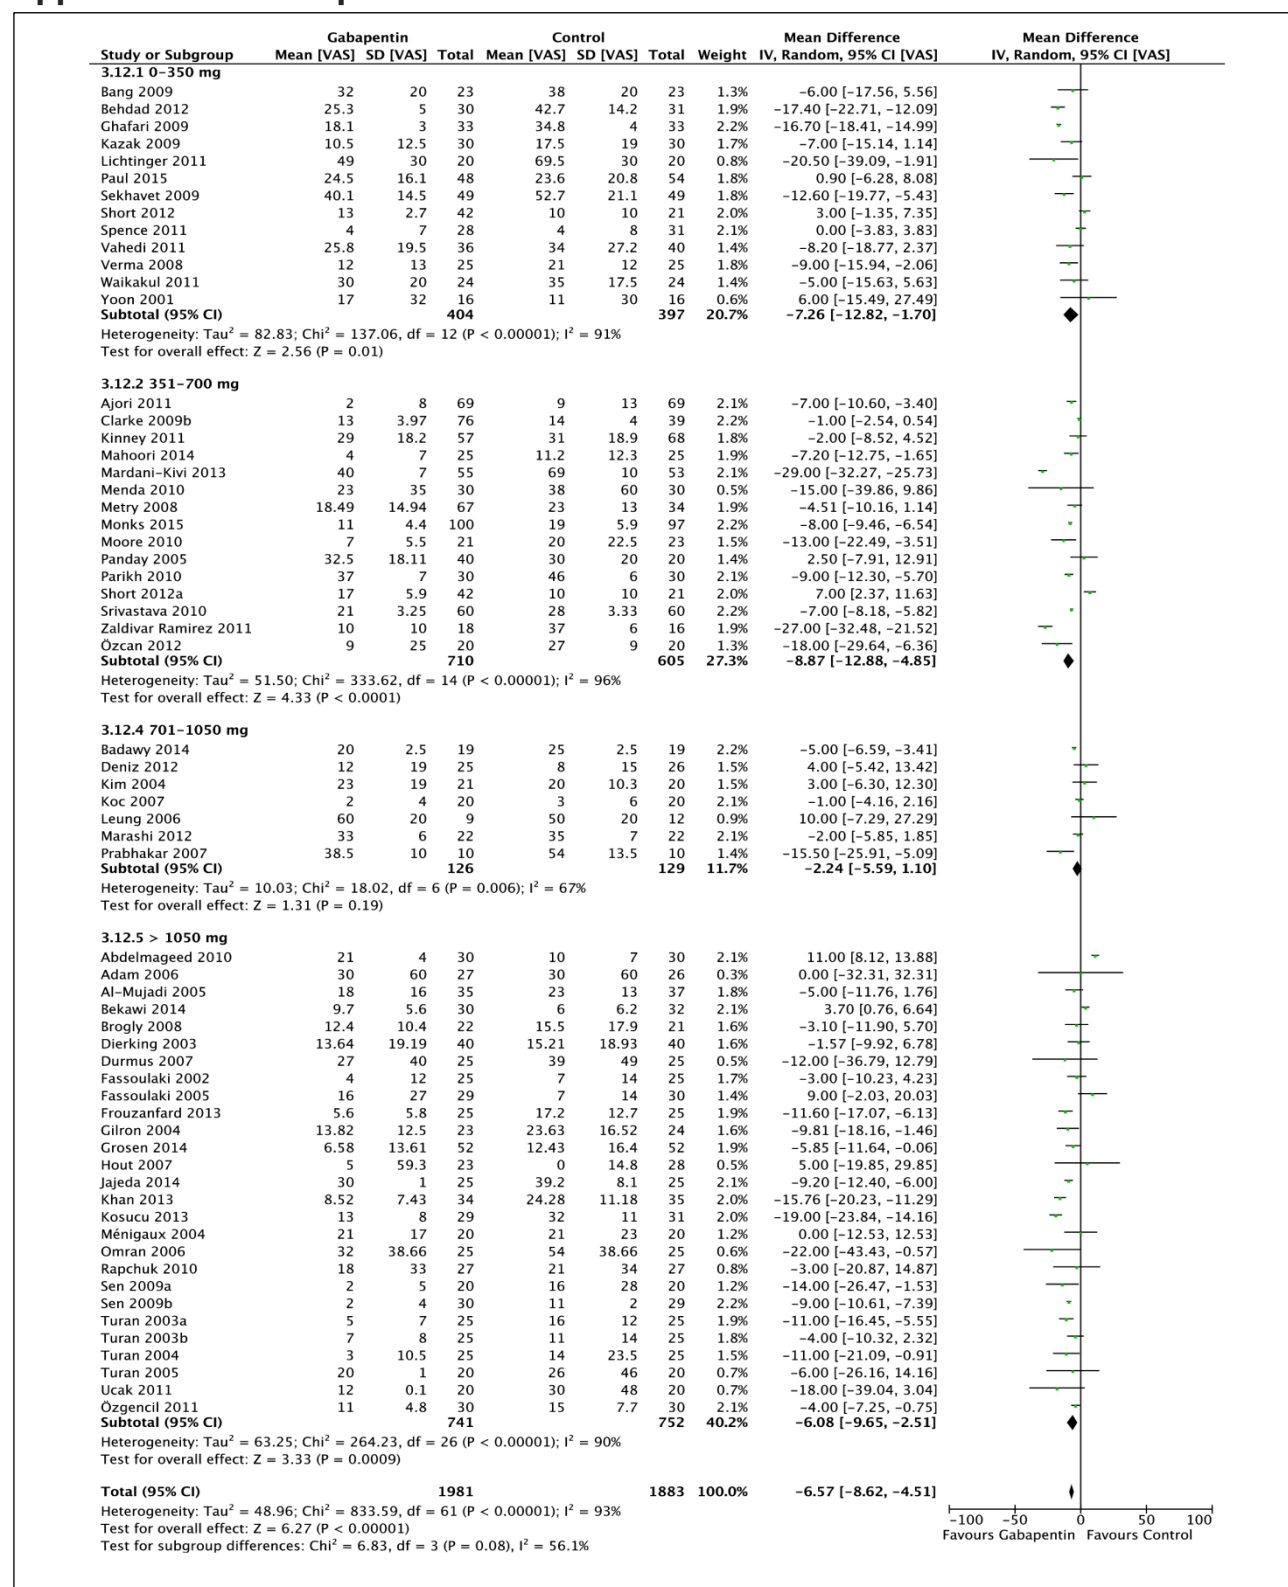 Gabapentin Control Mean Difference Mean Difference
Study or Subgroup Mean [VAS] SD [VAS] Total Mean [VAS] SD [VAS] Total Weight IV, Random, 95% CI [VAS] IV, Random, 95% CI [VAS]
3.12.1 0-350 mg
Bang 2009 32 20 23 38 20 23 1.3% -6.00 [-17.56, 5.56]
Behdad 2012 25.3 5 30 42.7 14.2 31 1.9% -17.40 [-22.71, -12.09]
Ghafari 2009 18.1 3 33 34.8 4 33 2.2% -16.70 [-18.41, -14.99]
Kazak 2009 10.5 12.5 30 17.5 19 30 1.7% -7.00 [-15.14, 1.14]
Lichtinger 2011 49 30 20 69.5 30 20 0.8% -20.50 [-39.09, -1.91]
Paul 2015 24.5 16.1 48 23.6 20.8 54 1.8% 0.90 [-6.28, 8.08]
Sekhavet 2009 40.1 14.5 49 52.7 21.1 49 1.8% -12.60 [-19.77, -5.43]
Short 2012 13 2.7 42 10 10 21 2.0% 3.00 [-1.35, 7.35]
Spence 2011 4 7 28 4 8 31 2.1% 0.00 [-3.83, 3.83]
Vahedi 2011 25.8 19.5 36 34 27.2 40 1.4% -8.20 [-18.77, 2.37]
Verma 2008 12 13 25 21 12 25 1.8% -9.00 [-15.94, -2.06]
Waikakul 2011 30 20 24 35 17.5 24 1.4% -5.00 [-15.63, 5.63]
Yoon 2001 17 32 16 11 30 16 0.6% 6.00 [-15.49, 27.49]
Subtotal (95% CI) 404 397 20.7% -7.26 [-12.82, -1.70]
Heterogeneity: Tau² = 82.83; Chi² = 137.06, df = 12 (P < 0.00001); I² = 91%
Test for overall effect: Z = 2.56 (P = 0.01)
3.12.2 351-700 mg
Ajori 2011 2 8 69 9 13 69 2.1% -7.00 [-10.60, -3.40]
Clarke 2009b 13 3.97 76 14 4 39 2.2% -1.00 [-2.54, 0.54]
Kinney 2011 29 18.2 57 31 18.9 68 1.8% -2.00 [-8.52, 4.52]
Mahoori 2014 4 7 25 11.2 12.3 25 1.9% -7.20 [-12.75, -1.65]
Mardani-Kivi 2013 40 7 55 69 10 53 2.1% -29.00 [-32.27, -25.73]
Menda 2010 23 35 30 38 60 30 0.5% -15.00 [-39.86, 9.86]
Metry 2008 18.49 14.94 67 23 13 34 1.9% -4.51 [-10.16, 1.14]
Monks 2015 11 4.4 100 19 5.9 97 2.2% -8.00 [-9.46, -6.54]
Moore 2010 7 5.5 21 20 22.5 23 1.5% -13.00 [-22.49, -3.51]
Panday 2005 32.5 18.11 40 30 20 20 1.4% 2.50 [-7.91, 12.91]
Parikh 2010 37 7 30 46 6 30 2.1% -9.00 [-12.30, -5.70]
Short 2012a 17 5.9 42 10 10 21 2.0% 7.00 [2.37, 11.63]
Srivastava 2010 21 3.25 60 28 3.33 60 2.2% -7.00 [-8.18, -5.82]
Zaldivar Ramirez 2011 10 10 18 37 6 16 1.9% -27.00 [-32.48, -21.52]
Özcan 2012 9 25 20 27 9 20 1.3% -18.00 [-29.64, -6.36]
Subtotal (95% CI) 710 605 27.3% -8.87 [-12.88, -4.85]
Heterogeneity: Tau² = 51.50; Chi² = 333.62, df = 14 (P < 0.00001); I² = 96%
Test for overall effect: Z = 4.33 (P < 0.0001)
3.12.4 701-1050 mg
Badawy 2014 20 2.5 19 25 2.5 19 2.2% -5.00 [-6.59, -3.41]
Deniz 2012 12 19 25 8 15 26 1.5% 4.00 [-5.42, 13.42]
Kim 2004 23 19 21 20 10.3 20 1.5% 3.00 [-6.30, 12.30]
Koc 2007 2 4 20 3 6 20 2.1% -1.00 [-4.16, 2.16]
Leung 2006 60 20 9 50 20 12 0.9% 10.00 [-7.29, 27.29]
Marashi 2012 33 6 22 35 7 22 2.1% -2.00 [-5.85, 1.85]
Prabhakar 2007 38.5 10 10 54 13.5 10 1.4% -15.50 [-25.91, -5.09]
Subtotal (95% CI) 126 129 11.7% -2.24 [-5.59, 1.10]
Heterogeneity: Tau² = 10.03; Chi² = 18.02, df = 6 (P = 0.006); I² = 67%
Test for overall effect: Z = 1.31 (P = 0.19)
3.12.5 > 1050 mg
Abdelmageed 2010 21 4 30 10 7 30 2.1% 11.00 [8.12, 13.88]
Adam 2006 30 60 27 30 60 26 0.3% 0.00 [-32.31, 32.31]
Al-Mujadi 2005 18 16 35 23 13 37 1.8% -5.00 [-11.76, 1.76]
Bekawi 2014 9.7 5.6 30 6 6.2 32 2.1% 3.70 [0.76, 6.64]
Brogly 2008 12.4 10.4 22 15.5 17.9 21 1.6% -3.10 [-11.90, 5.70]
Dierking 2003 13.64 19.19 40 15.21 18.93 40 1.6% -1.57 [-9.92, 6.78]
Durmus 2007 27 40 25 39 49 25 0.5% -12.00 [-36.79, 12.79]
Fassoulaki 2002 4 12 25 7 14 25 1.7% -3.00 [-10.23, 4.23]
Fassoulaki 2005 16 27 29 7 14 30 1.4% 9.00 [-2.03, 20.03]
Frouzanfard 2013 5.6 5.8 25 17.2 12.7 25 1.9% -11.60 [-17.07, -6.13]
Gilron 2004 13.82 12.5 23 23.63 16.52 24 1.6% -9.81 [-18.16, -1.46]
Grosen 2014 6.58 13.61 52 12.43 16.4 52 1.9% -5.85 [-11.64, -0.06]
Hout 2007 5 59.3 23 0 14.8 28 0.5% 5.00 [-19.85, 29.85]
Jajeda 2014 30 1 25 39.2 8.1 25 2.1% -9.20 [-12.40, -6.00]
Khan 2013 8.52 7.43 34 24.28 11.18 35 2.0% -15.76 [-20.23, -11.29]
Kosucu 2013 13 8 29 32 11 31 2.0% -19.00 [-23.84, -14.16]
Ménigaux 2004 21 17 20 21 23 20 1.2% 0.00 [-12.53, 12.53]
Omran 2006 32 38.66 25 54 38.66 25 0.6% -22.00 [-43.43, -0.57]
Rapchuk 2010 18 33 27 21 34 27 0.8% -3.00 [-20.87, 14.87]
Sen 2009a 2 5 20 16 28 20 1.2% -14.00 [-26.47, -1.53]
Sen 2009b 2 4 30 11 2 29 2.2% -9.00 [-10.61, -7.39]
Turan 2003a 5 7 25 16 12 25 1.9% -11.00 [-16.45, -5.55]
Turan 2003b 7 8 25 11 14 25 1.8% -4.00 [-10.32, 2.32]
Turan 2004 3 10.5 25 14 23.5 25 1.5% -11.00 [-21.09, -0.91]
Turan 2005 20 1 20 26 46 20 0.7% -6.00 [-26.16, 14.16]
Ucak 2011 12 0.1 20 30 48 20 0.7% -18.00 [-39.04, 3.04]
Özgencil 2011 11 4.8 30 15 7.7 30 2.1% -4.00 [-7.25, -0.75]
Subtotal (95% CI) 741 752 40.2% -6.08 [-9.65, -2.51]
Heterogeneity: Tau² = 63.25; Chi² = 264.23, df = 26 (P < 0.00001); I² = 90%
Test for overall effect: Z = 3.33 (P = 0.0009)
Total (95% CI) 1981 1883 100.0% -6.57 [-8.62, -4.51]
Heterogeneity: Tau² = 48.96; Chi² = 833.59, df = 61 (P < 0.00001); I² = 93%
Test for overall effect: Z = 6.27 (P < 0.00001)
Test for subgroup differences: Chi² = 6.83, df = 3 (P = 0.08), I² = 56.1%
-100 -50 0 50 100
Favours Gabapentin Favours Control